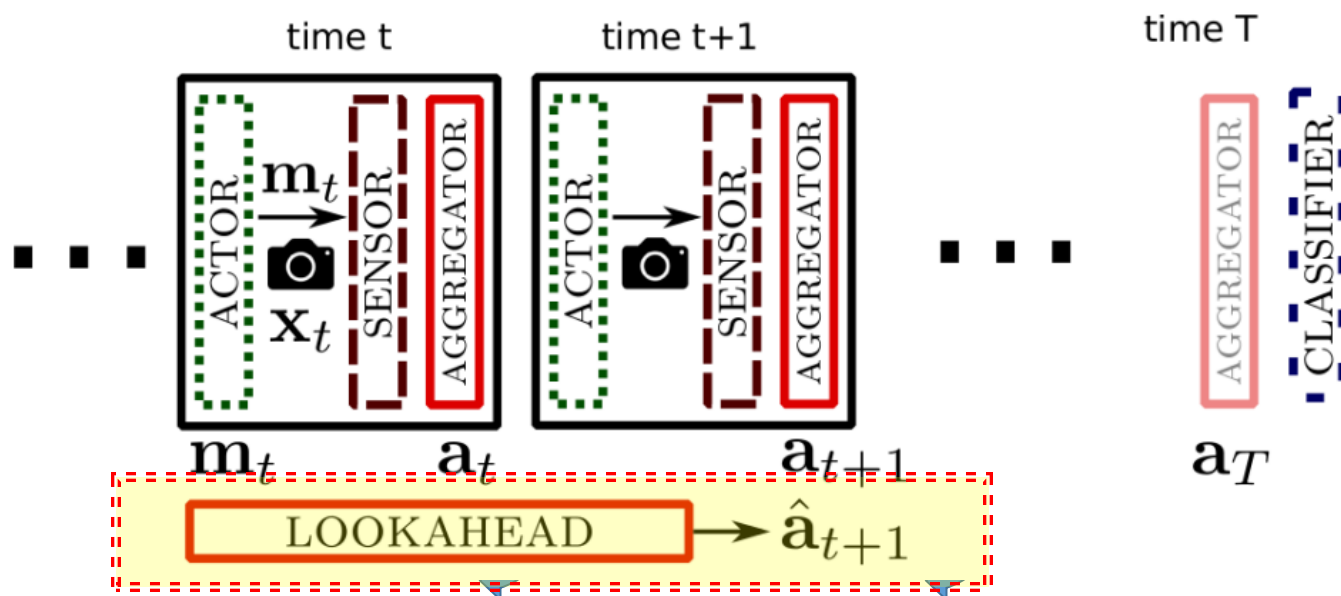 time t time t+1 time T
ACTOR m_t x_t SENSOR AGGREGATOR ACTOR SENSOR AGGREGATOR AGGREGATOR CLASSIFIER
m_t a_t a_{t+1} a_T
LOOKAHEAD â_{t+1}